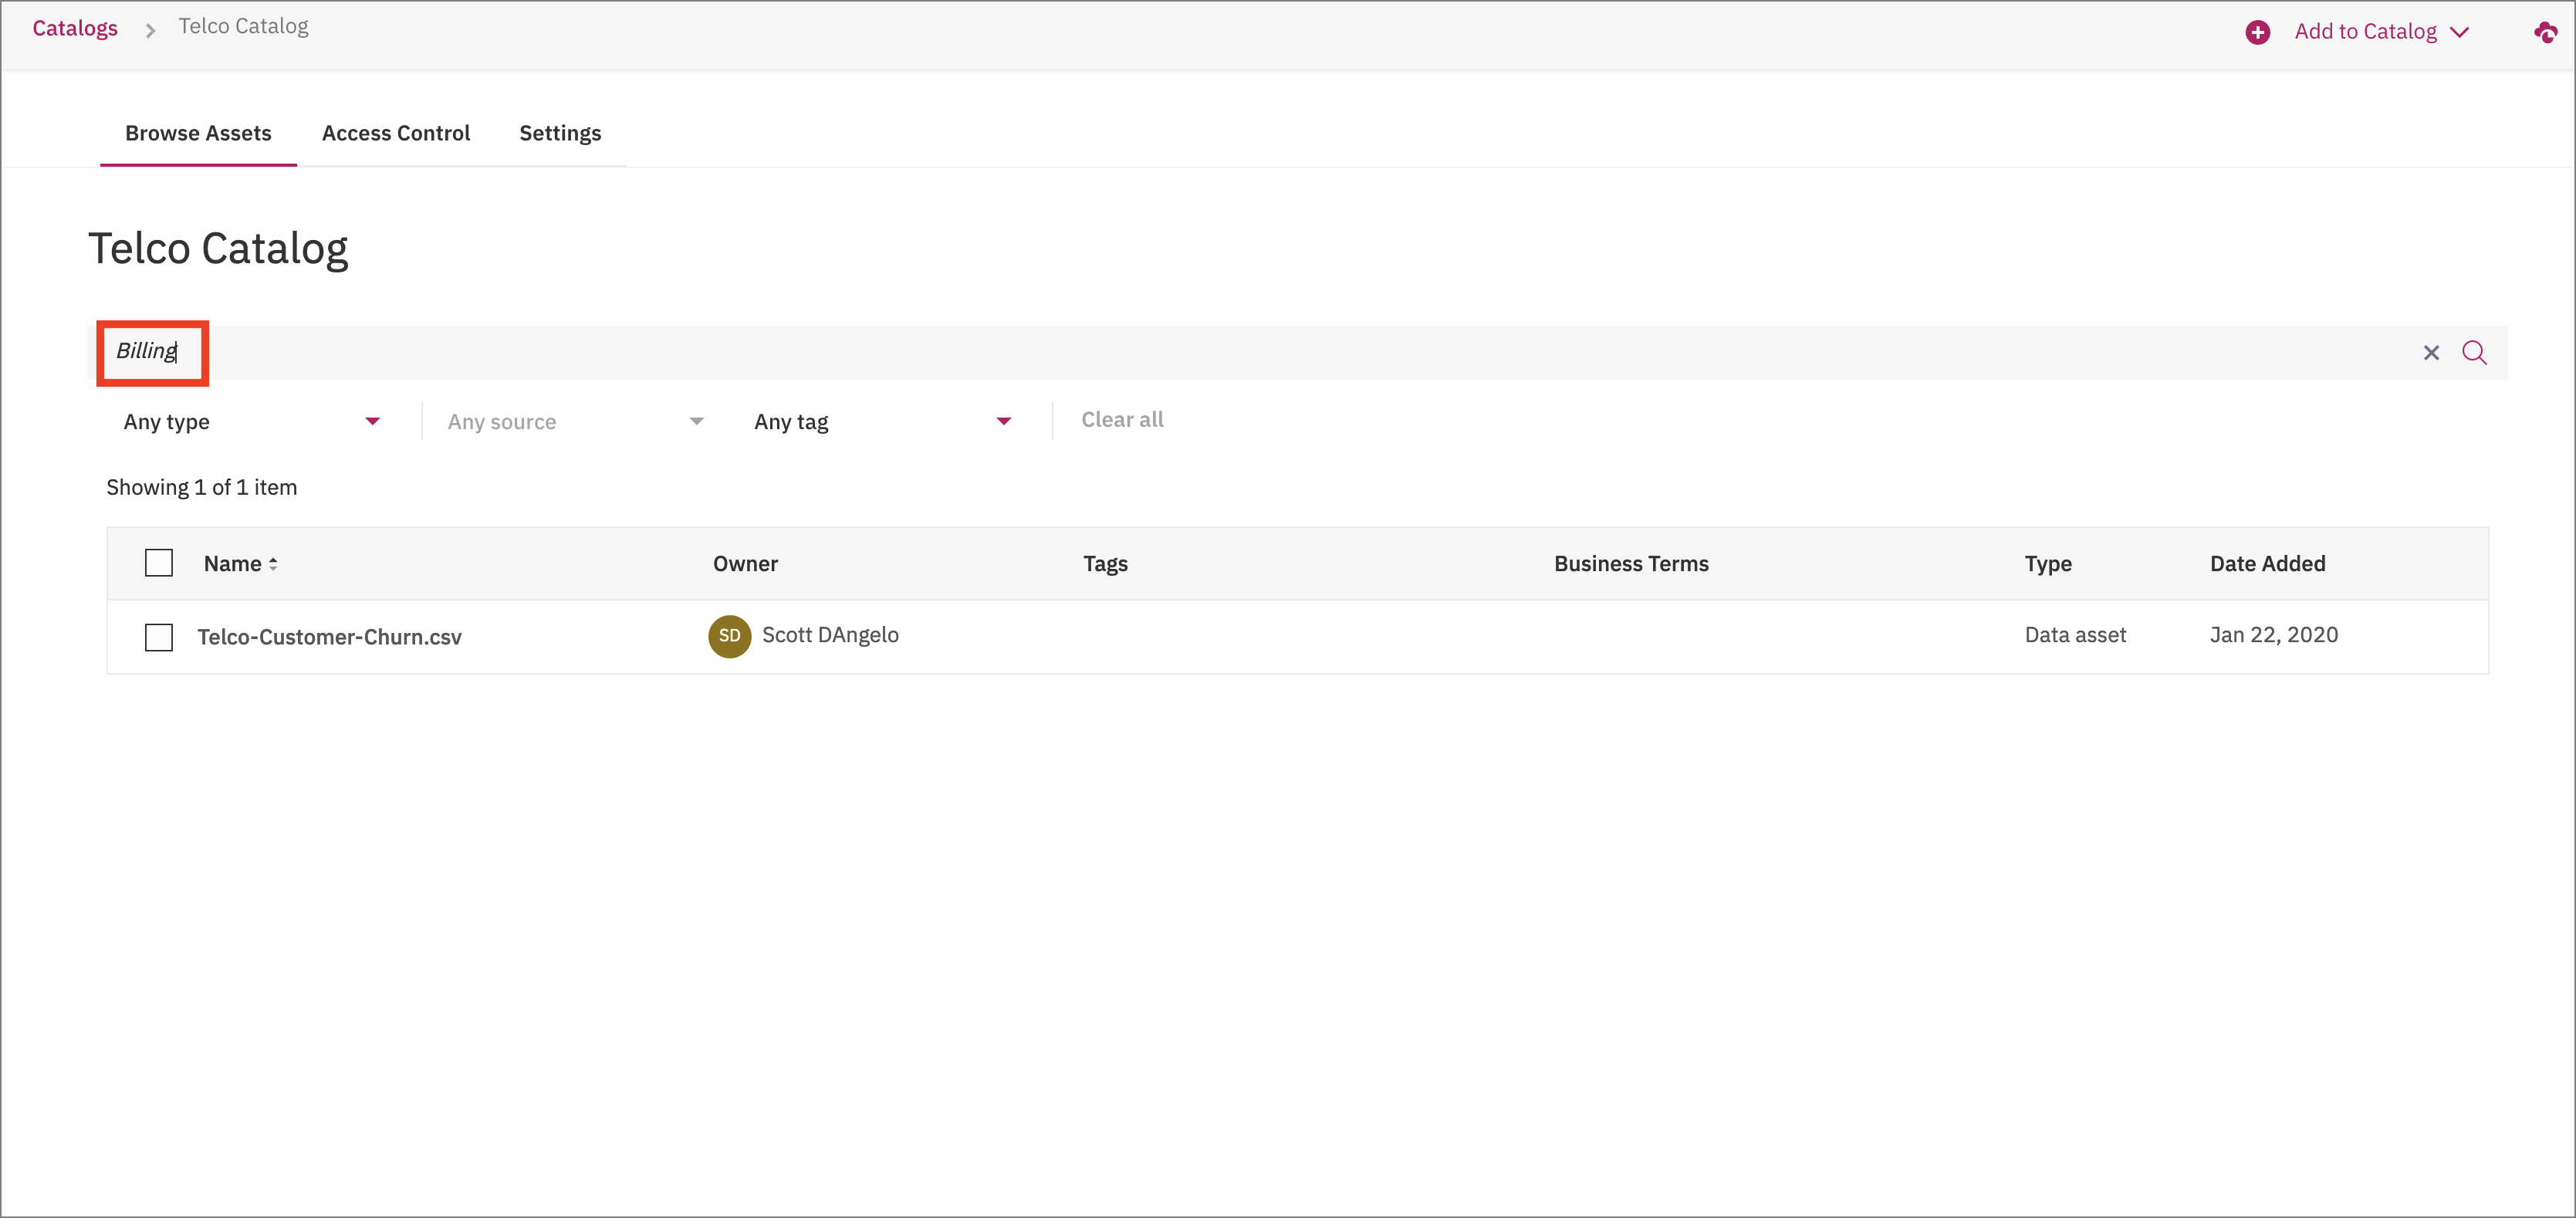 Catalogs Telco Catalog Add to Catalog
Browse Assets Access Control Settings
Telco Catalog
Billing
Any type Any source Any tag Clear all
Showing 1 of 1 item
Name Owner Tags Business Terms Type Date Added
Telco-Customer-Churn.csv SD Scott DAngelo Data asset Jan 22, 2020